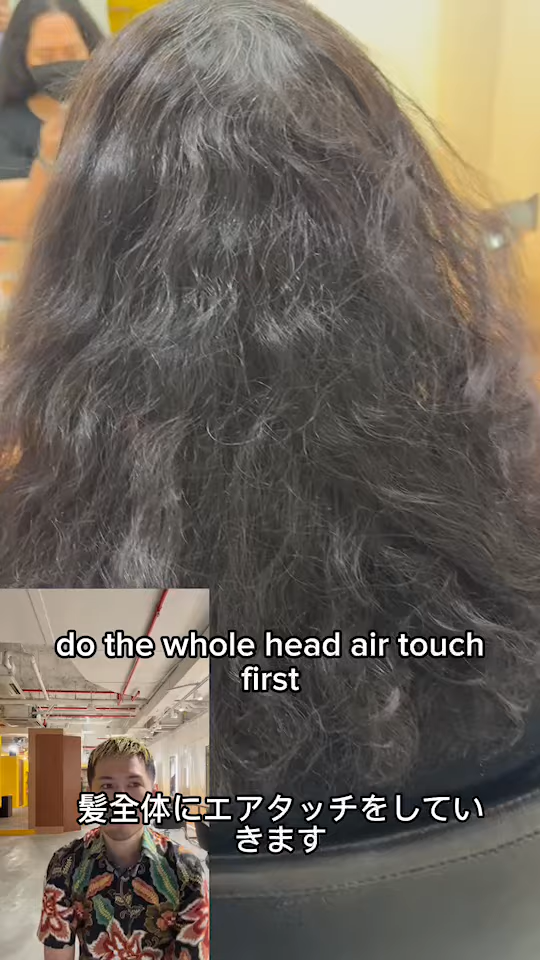 do the whole head air touch
first
髪全体にエアタッチをしてい
きます